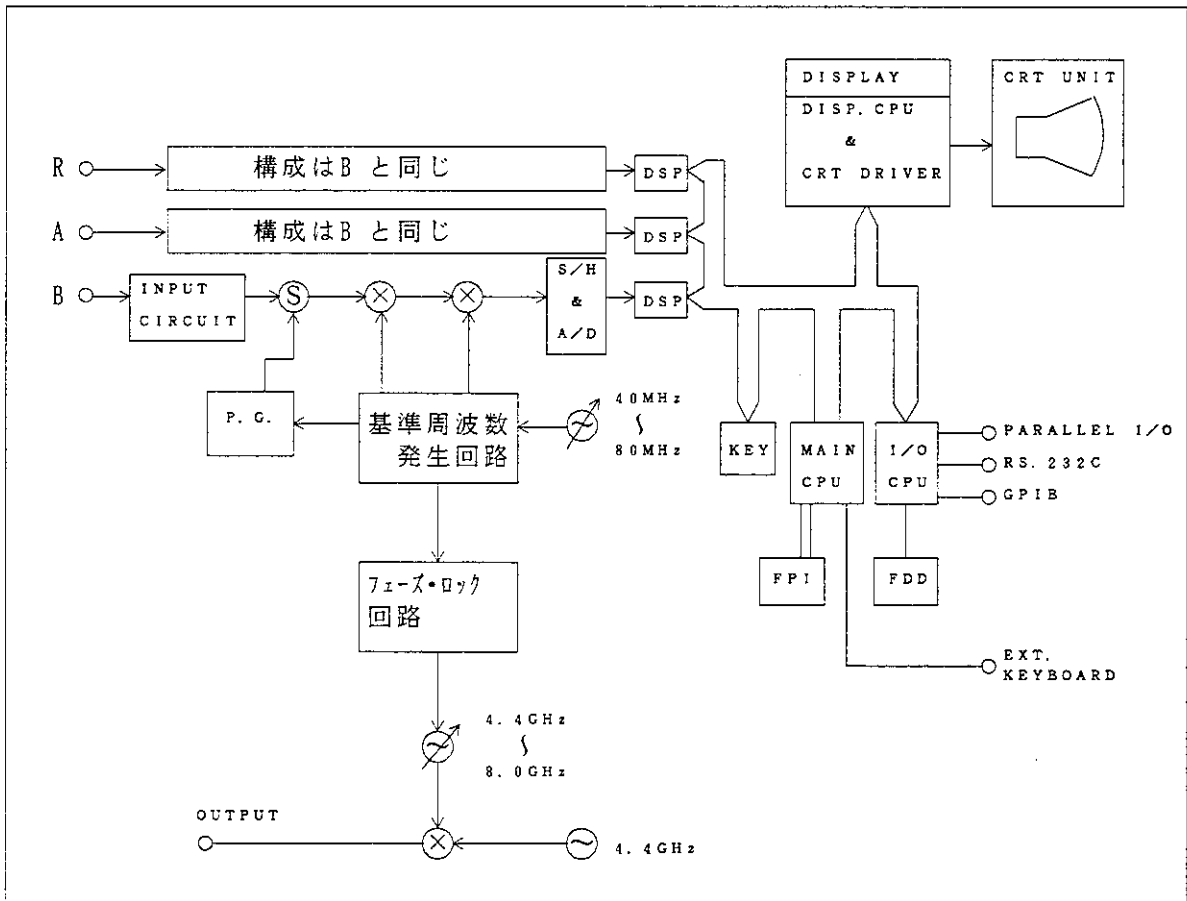 DISPLAY
DISP. CPU
&
CRT DRIVER
CRT UNIT
R
構成はB と同じ
DSP
A
構成はB と同じ
DSP
B
INPUT
CIRCUIT
S
S/H
&
A/D
DSP
P. G.
基準周波数
発生回路
40MHz
∫
80MHz
KEY
MAIN
CPU
I/O
CPU
PARALLEL I/O
RS. 232C
GPIB
FPI
FDD
フェーズ・ロック
回路
EXT.
KEYBOARD
4. 4GHz
∫
8. 0GHz
OUTPUT
4. 4GHz